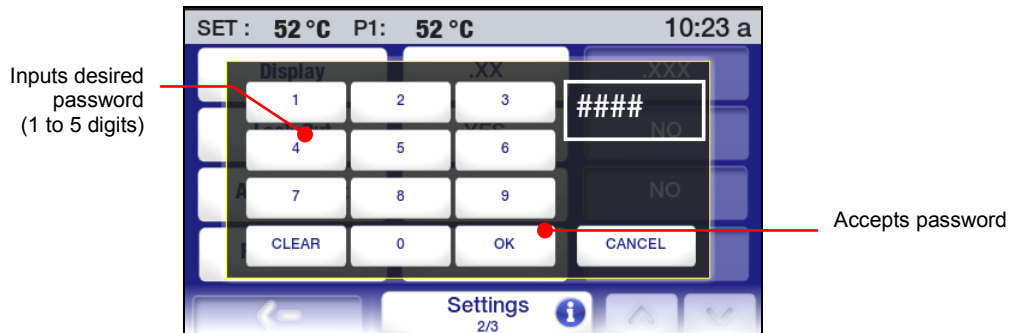 SET : 52 °C P1: 52 °C 10:23 a
Display .XX .XXX
Inputs desired
password
(1 to 5 digits)
1 2 3
####
YES NO
4 5 6
7 8 9
NO
Accepts password
CLEAR 0 OK CANCEL
Settings
2/3